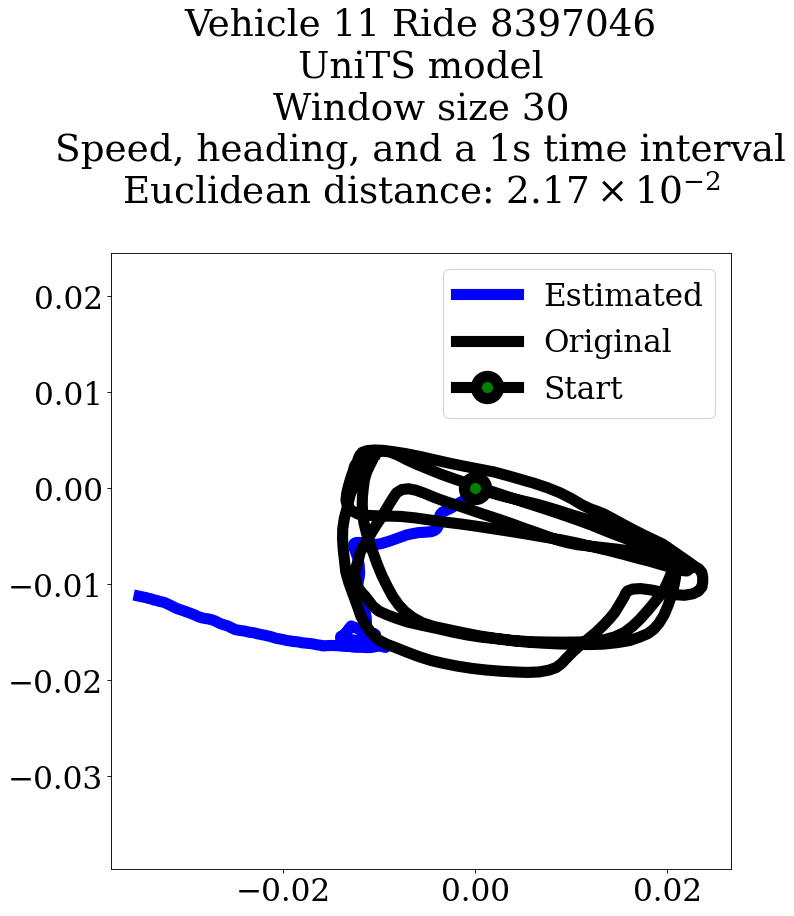 Vehicle 11 Ride 8397046
UniTS model
Window size 30
Speed, heading, and a 1s time interval
Euclidean distance: 2.17 × 10⁻²
Estimated
Original
Start
0.02
0.01
0.00
−0.01
−0.02
−0.03
−0.02 0.00 0.02